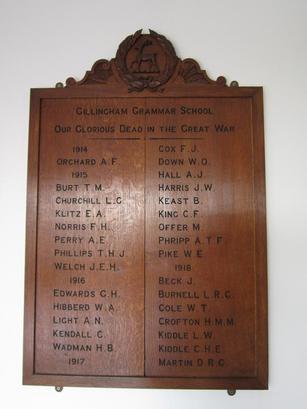 GILLINGHAM GRAMMAR SCHOOL
OUR GLORIOUS DEAD IN THE GREAT WAR
1914
ORCHARD A.F.
1915
BURT T.M.
CHURCHILL L.G.
KLITZ E.A.
NORRIS F.H.
PERRY A.E.
PHILLIPS T.H.J.
WELCH J.E.H.
1916
EDWARDS G.H.
HIBBERD W.A.
LIGHT A.N.
KENDALL C.
WADMAN H.B.
1917
COX F.J.
DOWN W.O.
HALL A.J.
HARRIS J.W.
KEAST B.
KING C.F.
OFFER M.
PHRIPP A.T.F.
PIKE W.E.
1918
BECK J.
BURNELL L.R.C.
COLE W.T.
CROFTON H.M.M.
KIDDLE L.W.
KIDDLE C.H.E.
MARTIN D.R.C.